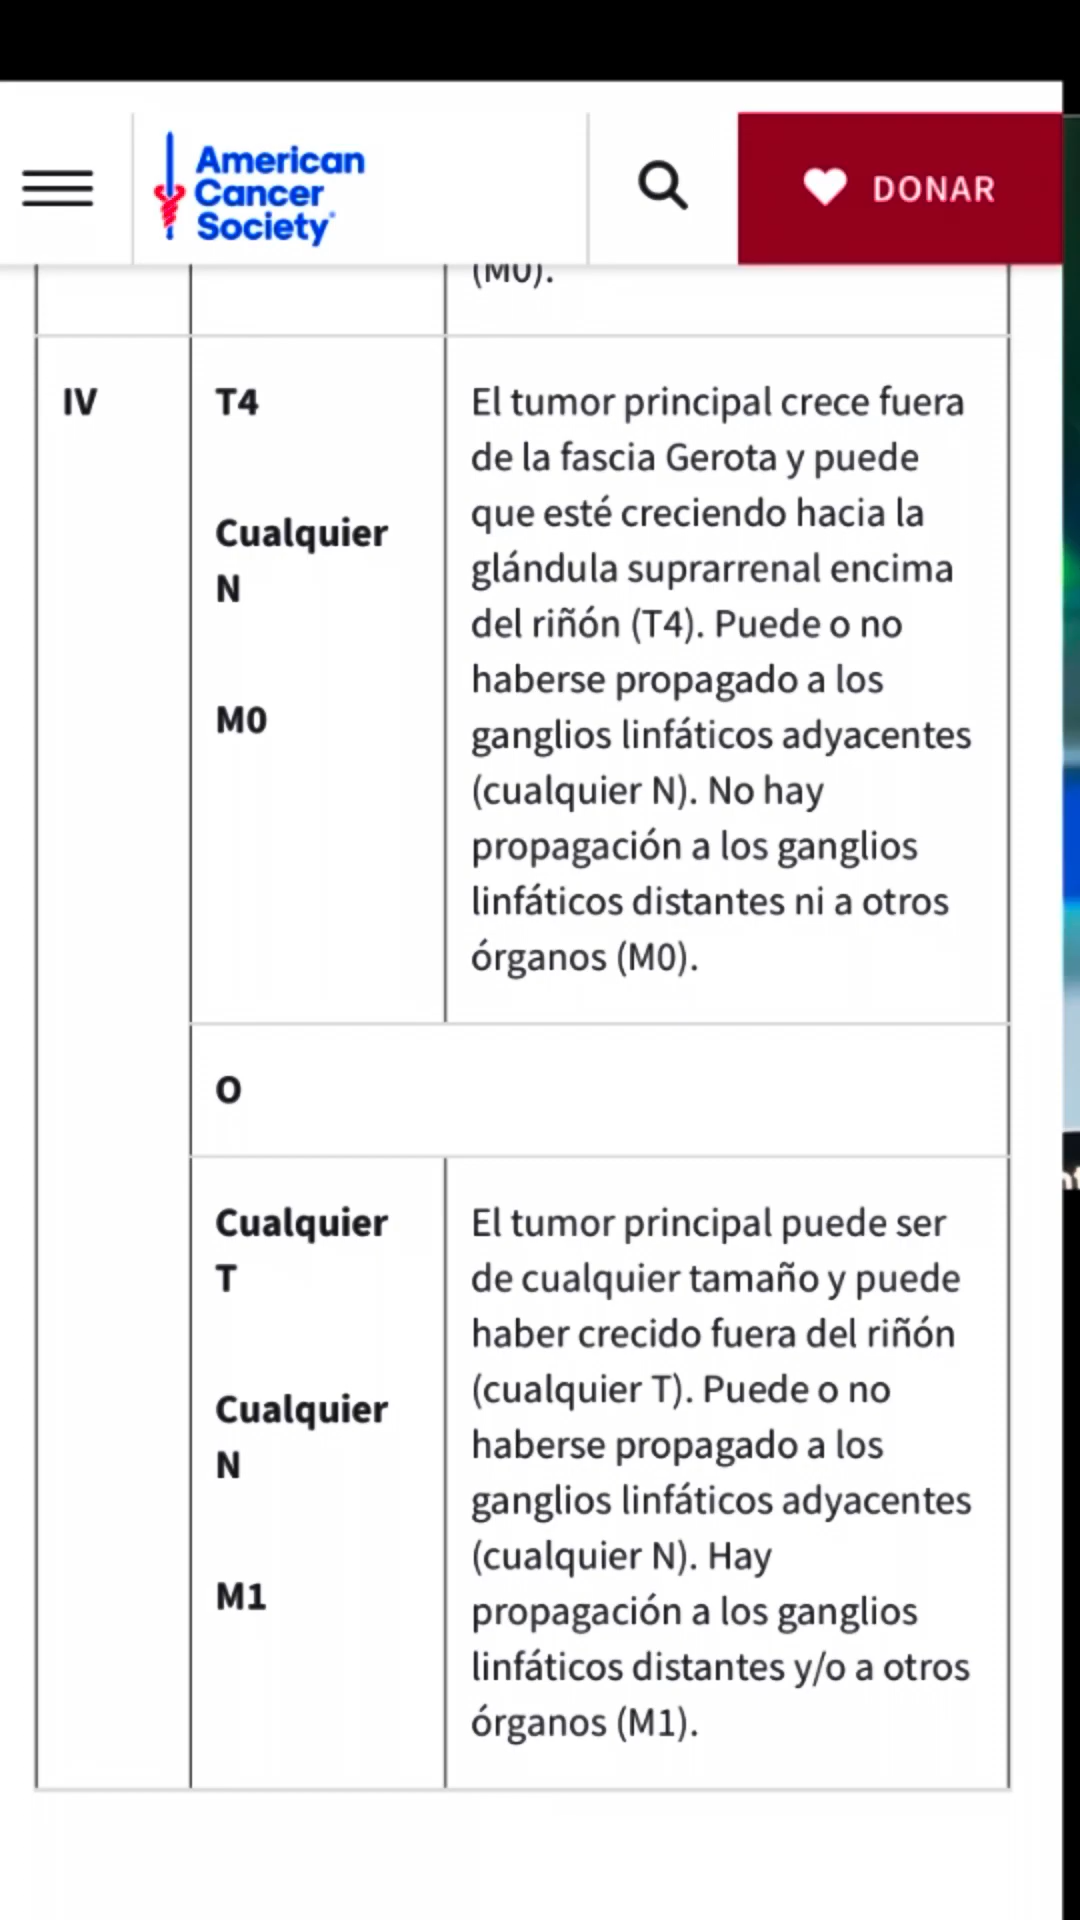 American
Cancer
Society
DONAR
(M0).
IV
T4
Cualquier
N
M0
El tumor principal crece fuera
de la fascia Gerota y puede
que esté creciendo hacia la
glándula suprarrenal encima
del riñón (T4). Puede o no
haberse propagado a los
ganglios linfáticos adyacentes
(cualquier N). No hay
propagación a los ganglios
linfáticos distantes ni a otros
órganos (M0).
O
Cualquier
T
Cualquier
N
M1
El tumor principal puede ser
de cualquier tamaño y puede
haber crecido fuera del riñón
(cualquier T). Puede o no
haberse propagado a los
ganglios linfáticos adyacentes
(cualquier N). Hay
propagación a los ganglios
linfáticos distantes y/o a otros
órganos (M1).